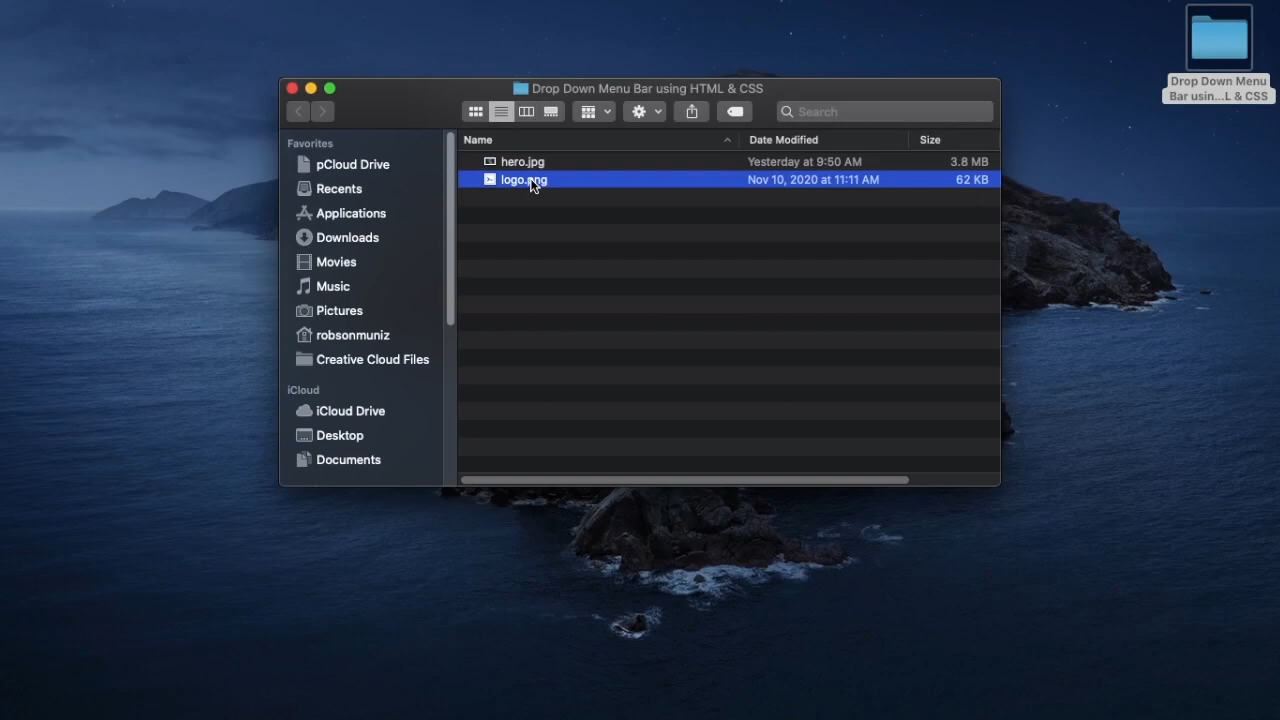 Drop Down Menu
Bar usin...L & CSS
Drop Down Menu Bar using HTML & CSS
Search
Favorites
pCloud Drive
Recents
Applications
Downloads
Movies
Music
Pictures
robsonmuniz
Creative Cloud Files
iCloud
iCloud Drive
Desktop
Documents
Name Date Modified Size
hero.jpg Yesterday at 9:50 AM 3.8 MB
logo.png Nov 10, 2020 at 11:11 AM 62 KB